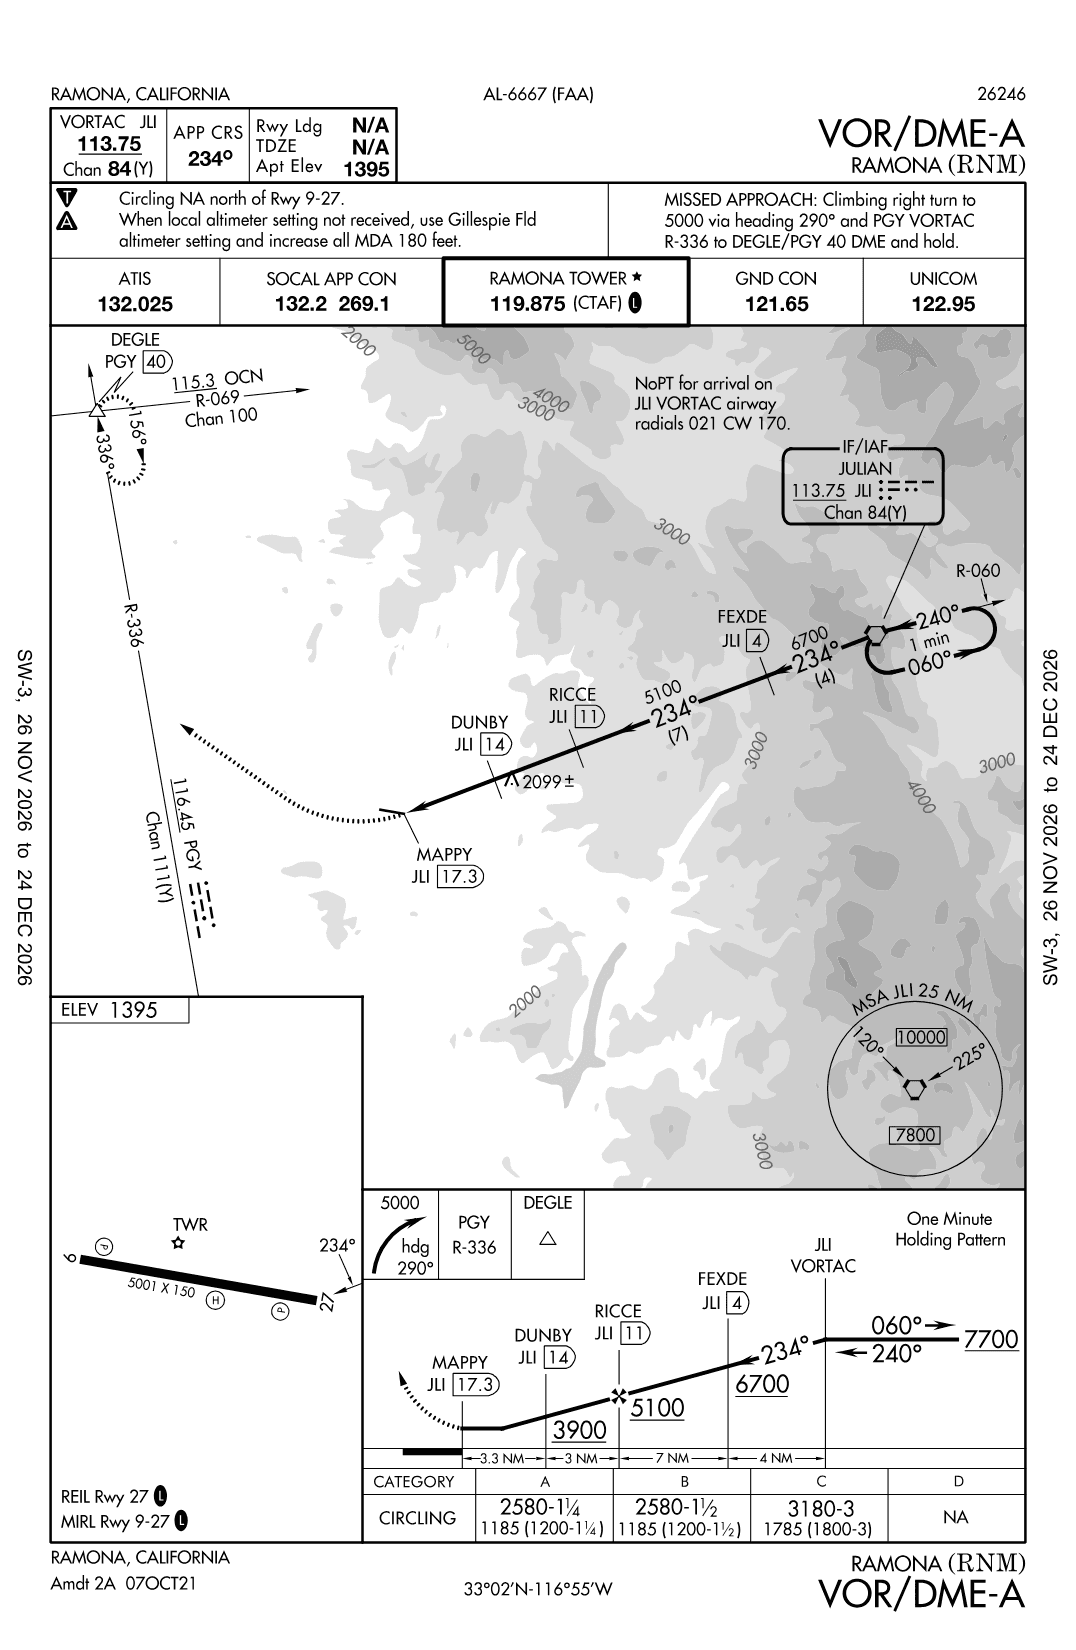 RAMONA, CALIFORNIA
AL-6667 (FAA)
26246
VORTAC JLI
113.75
Chan 84(Y)
APP CRS
234°
Rwy Ldg N/A
TDZE N/A
Apt Elev 1395
VOR/DME-A
RAMONA (RNM)
T
A
Circling NA north of Rwy 9-27.
When local altimeter setting not received, use Gillespie Fld
altimeter setting and increase all MDA 180 feet.
MISSED APPROACH: Climbing right turn to
5000 via heading 290° and PGY VORTAC
R-336 to DEGLE/PGY 40 DME and hold.
ATIS
132.025
SOCAL APP CON
132.2 269.1
RAMONA TOWER ★
119.875 (CTAF) L
GND CON
121.65
UNICOM
122.95
DEGLE
PGY 40
115.3 OCN
R-069
Chan 100
156°
336°
2000
5000
4000
3000
NoPT for arrival on
JLI VORTAC airway
radials 021 CW 170.
IF/IAF
JULIAN
113.75 JLI
Chan 84(Y)
3000
R-060
240°
1 min
060°
FEXDE
JLI 4
6700
234°
(4)
R-336
RICCE
JLI 11
5100
234°
(7)
DUNBY
JLI 14
2099±
3000
3000
4000
116.45 PGY
Chan 111(Y)
MAPPY
JLI 17.3
2000
3000
MSA JLI 25 NM
10000
120°
225°
7800
SW-3, 26 NOV 2026 to 24 DEC 2026
SW-3, 26 NOV 2026 to 24 DEC 2026
ELEV 1395
TWR
234°
9
P
5001 X 150
H
P
27
REIL Rwy 27 L
MIRL Rwy 9-27 L
5000
hdg
290°
PGY
R-336
DEGLE
One Minute
Holding Pattern
JLI
VORTAC
FEXDE
JLI 4
RICCE
JLI 11
DUNBY
JLI 14
MAPPY
JLI 17.3
060°
240°
7700
234°
6700
5100
3900
3.3 NM
3 NM
7 NM
4 NM
CATEGORY A B C D
CIRCLING
2580-1¼
1185 (1200-1¼)
2580-1½
1185 (1200-1½)
3180-3
1785 (1800-3)
NA
RAMONA, CALIFORNIA
Amdt 2A 07OCT21
33°02'N-116°55'W
RAMONA (RNM)
VOR/DME-A